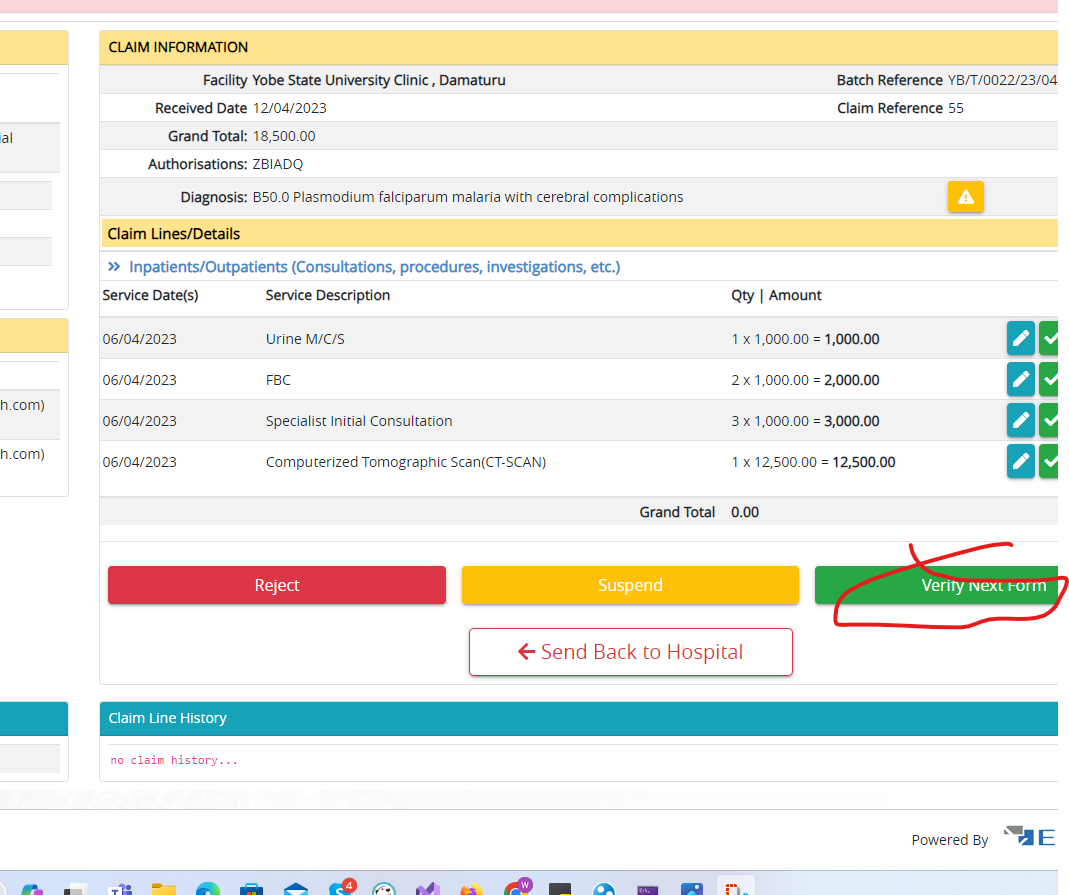 CLAIM INFORMATION
Facility Yobe State University Clinic , Damaturu Batch Reference YB/T/0022/23/04
Received Date 12/04/2023 Claim Reference 55
ial Grand Total: 18,500.00
Authorisations: ZBIADQ
Diagnosis: B50.0 Plasmodium falciparum malaria with cerebral complications
Claim Lines/Details
» Inpatients/Outpatients (Consultations, procedures, investigations, etc.)
Service Date(s) Service Description Qty | Amount
06/04/2023 Urine M/C/S 1 x 1,000.00 = 1,000.00
06/04/2023 FBC 2 x 1,000.00 = 2,000.00
h.com)
06/04/2023 Specialist Initial Consultation 3 x 1,000.00 = 3,000.00
h.com)
06/04/2023 Computerized Tomographic Scan(CT-SCAN) 1 x 12,500.00 = 12,500.00
Grand Total 0.00
Reject Suspend Verify Next Form
Send Back to Hospital
Claim Line History
no claim history...
Powered By E
4 W